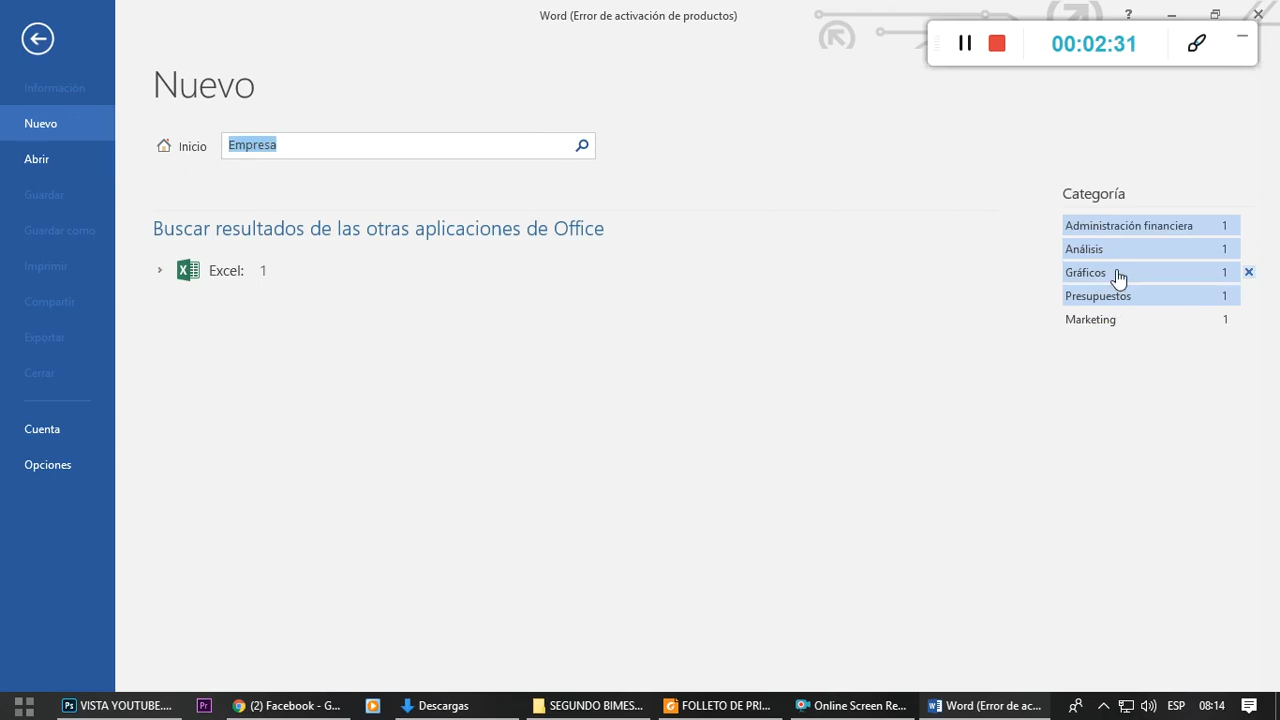 Word (Error de activación de productos)
?
00:02:31
Información
Nuevo
Abrir
Guardar
Guardar como
Imprimir
Compartir
Exportar
Cerrar
Cuenta
Opciones
Nuevo
Inicio
Empresa
Buscar resultados de las otras aplicaciones de Office
Excel: 1
Categoría
Administración financiera 1
Análisis 1
Gráficos 1
Presupuestos 1
Marketing 1
Ps VISTA YOUTUBE.... Pr (2) Facebook - G... Descargas SEGUNDO BIMES... FOLLETO DE PRI... Online Screen Re... Word (Error de ac... ESP 08:14